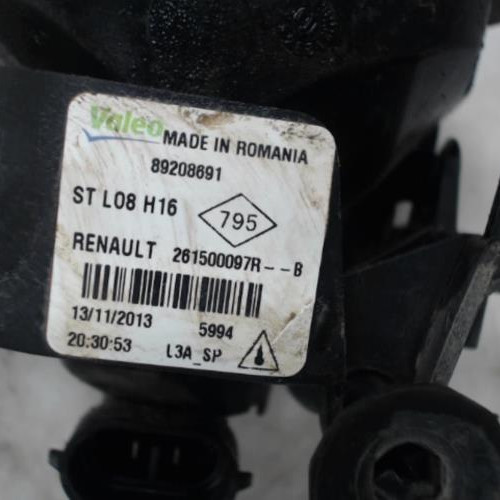 Valeo MADE IN ROMANIA
89208691
ST L08 H16 795
RENAULT 261500097R--B
13/11/2013 5994
20:30:53 L3A_SP